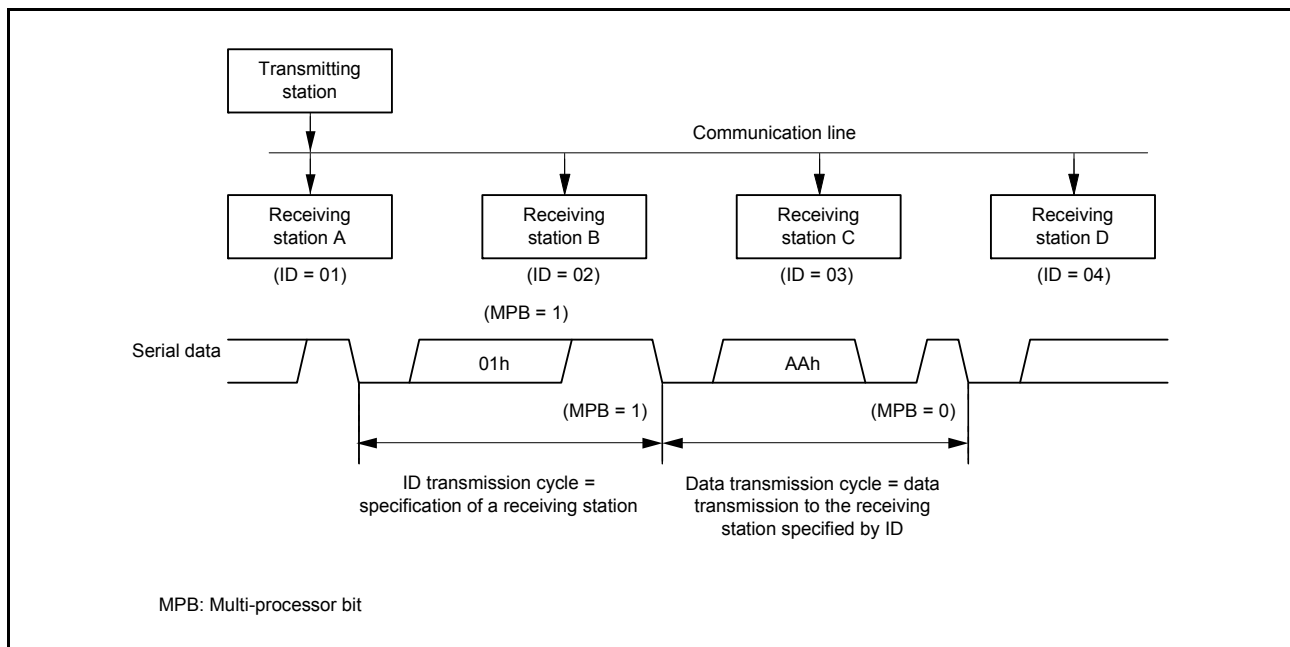 Transmitting
station
Communication line
Receiving
station A
Receiving
station B
Receiving
station C
Receiving
station D
(ID = 01)
(ID = 02)
(ID = 03)
(ID = 04)
(MPB = 1)
Serial data
01h
AAh
(MPB = 1)
(MPB = 0)
ID transmission cycle =
specification of a receiving station
Data transmission cycle = data
transmission to the receiving
station specified by ID
MPB: Multi-processor bit